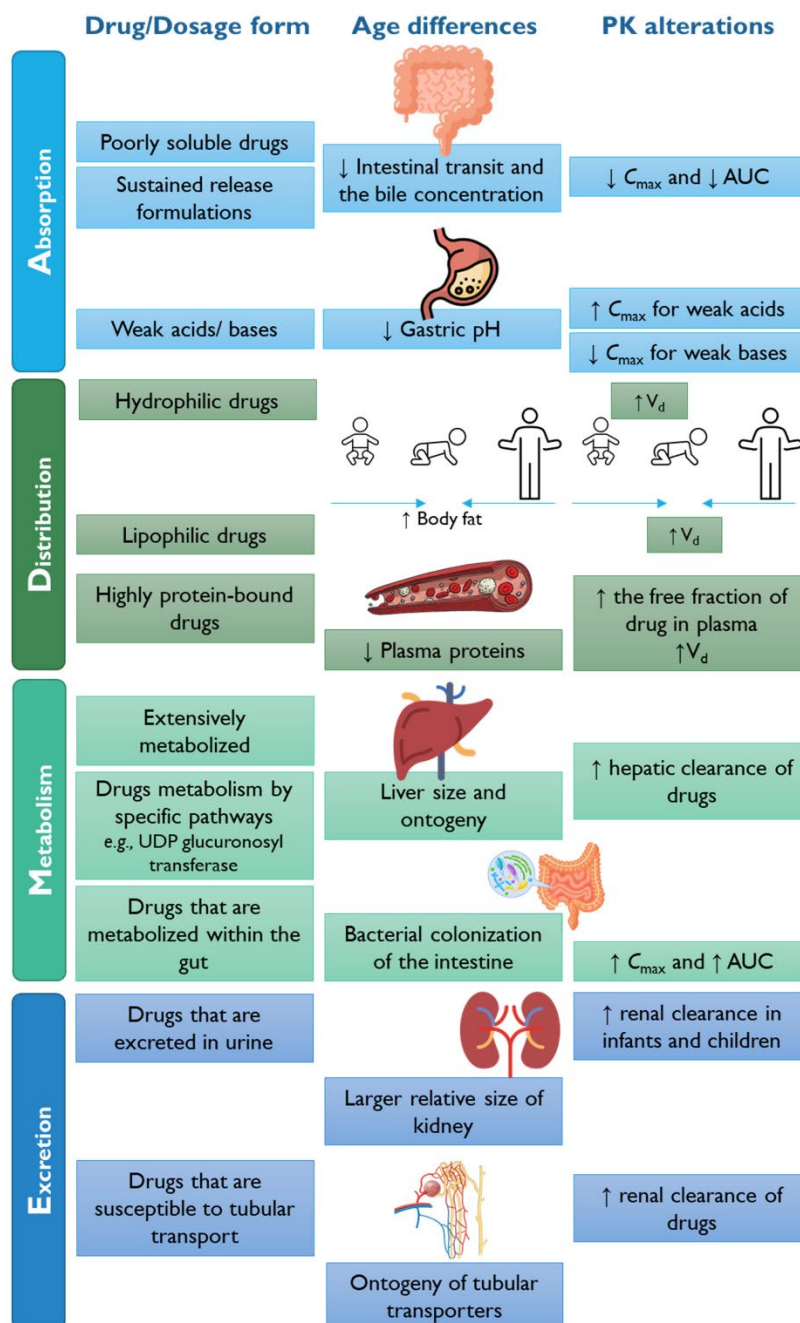 Drug/Dosage form
Age differences
PK alterations
Absorption
Poorly soluble drugs
Sustained release
formulations
↓ Intestinal transit and
the bile concentration
↓ Cmax and ↓ AUC
Weak acids/ bases
↓ Gastric pH
↑ Cmax for weak acids
↓ Cmax for weak bases
Distribution
Hydrophilic drugs
↑Vd
↑ Body fat
Lipophilic drugs
↑Vd
Highly protein-bound
drugs
↓ Plasma proteins
↑ the free fraction of
drug in plasma
↑Vd
Metabolism
Extensively
metabolized
Drugs metabolism by
specific pathways
e.g., UDP glucuronosyl
transferase
Liver size and
ontogeny
↑ hepatic clearance of
drugs
Drugs that are
metabolized within the
gut
Bacterial colonization
of the intestine
↑ Cmax and ↑ AUC
Excretion
Drugs that are
excreted in urine
Larger relative size of
kidney
↑ renal clearance in
infants and children
Drugs that are
susceptible to tubular
transport
Ontogeny of tubular
transporters
↑ renal clearance of
drugs